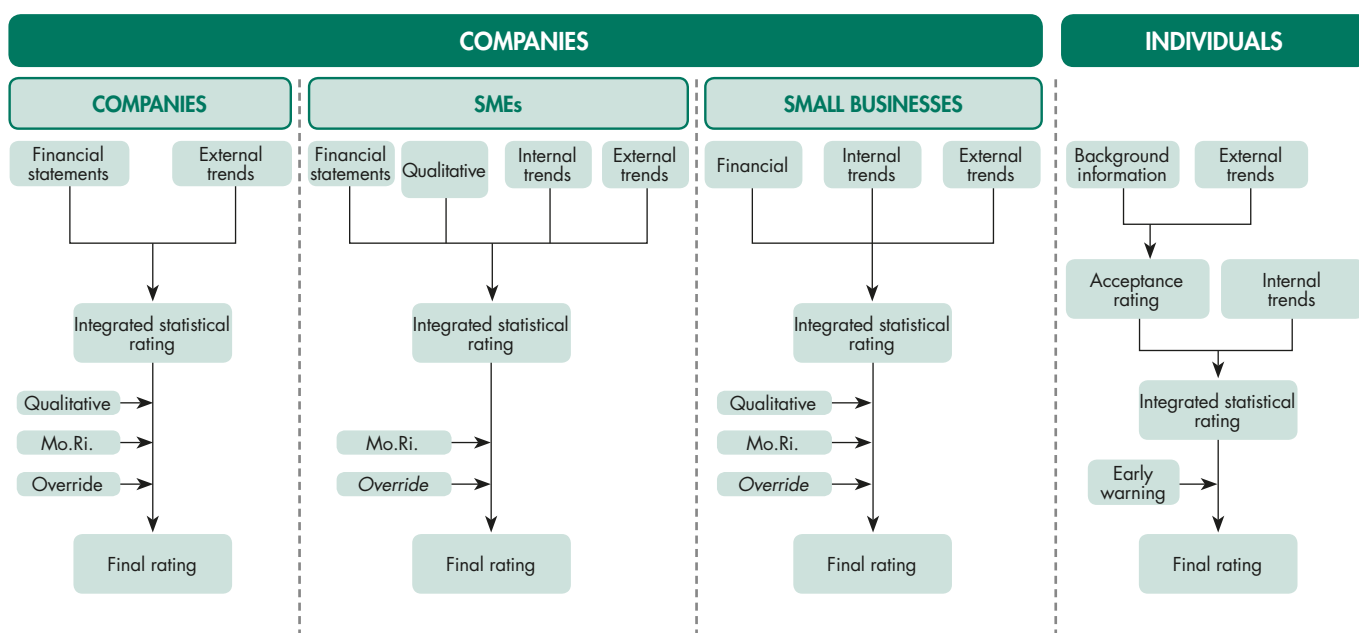 COMPANIES
INDIVIDUALS
COMPANIES
SMEs
SMALL BUSINESSES
Financial
statements
External
trends
Financial
statements
Qualitative
Internal
trends
External
trends
Financial
Internal
trends
External
trends
Background
information
External
trends
Acceptance
rating
Internal
trends
Integrated statistical
rating
Integrated statistical
rating
Integrated statistical
rating
Integrated statistical
rating
Qualitative
Mo.Ri.
Override
Mo.Ri.
Override
Qualitative
Mo.Ri.
Override
Early
warning
Final rating
Final rating
Final rating
Final rating